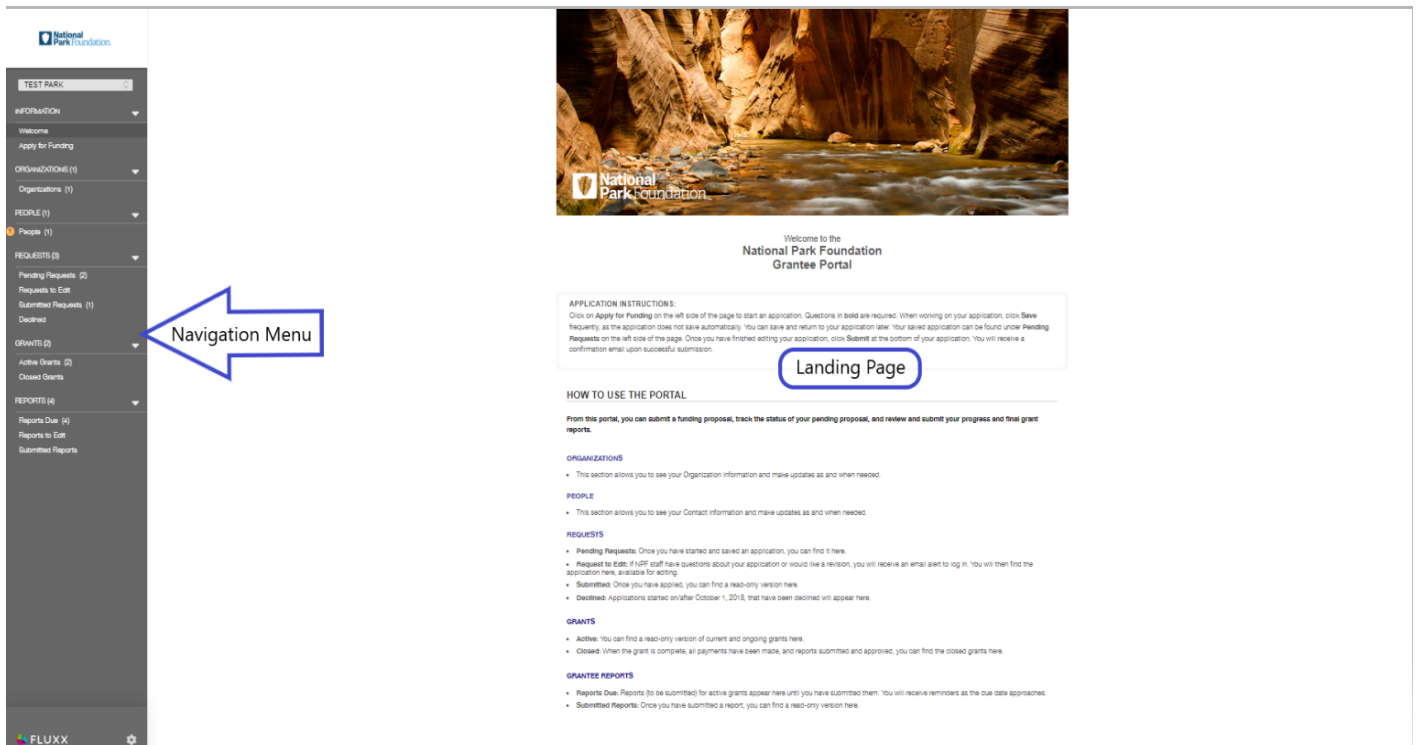 National
Park Foundation.
TEST PARK
INFORMATION
Welcome
Apply for Funding
ORGANIZATIONS (1)
Organizations (1)
PEOPLE (1)
People (1)
REQUESTS (3)
Pending Requests (2)
Requests to Edit
Submitted Requests (1)
Declined
GRANTS (2)
Active Grants (2)
Closed Grants
REPORTS (4)
Reports Due (4)
Reports to Edit
Submitted Reports
FLUXX
Navigation Menu
National
Park Foundation
Welcome to the
National Park Foundation
Grantee Portal
APPLICATION INSTRUCTIONS:
Click on Apply for Funding on the left side of the page to start an application. Questions in bold are required. When working on your application, click Save
frequently, as the application does not save automatically. You can save and return to your application later. Your saved application can be found under Pending
Requests on the left side of the page. Once you have finished editing your application, click Submit at the bottom of your application. You will receive a
confirmation email upon successful submission.
Landing Page
HOW TO USE THE PORTAL
From this portal, you can submit a funding proposal, track the status of your pending proposal, and review and submit your progress and final grant
reports.
ORGANIZATIONS
• This section allows you to see your Organization information and make updates as and when needed.
PEOPLE
• This section allows you to see your Contact information and make updates as and when needed.
REQUESTS
• Pending Requests: Once you have started and saved an application, you can find it here.
• Request to Edit: If NPF staff have questions about your application or would like a revision, you will receive an email alert to log in. You will then find the
application here, available for editing.
• Submitted: Once you have applied, you can find a read-only version here.
• Declined: Applications started on/after October 1, 2018, that have been declined will appear here.
GRANTS
• Active: You can find a read-only version of current and ongoing grants here.
• Closed: When the grant is complete, all payments have been made, and reports submitted and approved, you can find the closed grants here.
GRANTEE REPORTS
• Reports Due: Reports (to be submitted) for active grants appear here until you have submitted them. You will receive reminders as the due date approaches.
• Submitted Reports: Once you have submitted a report, you can find a read-only version here.